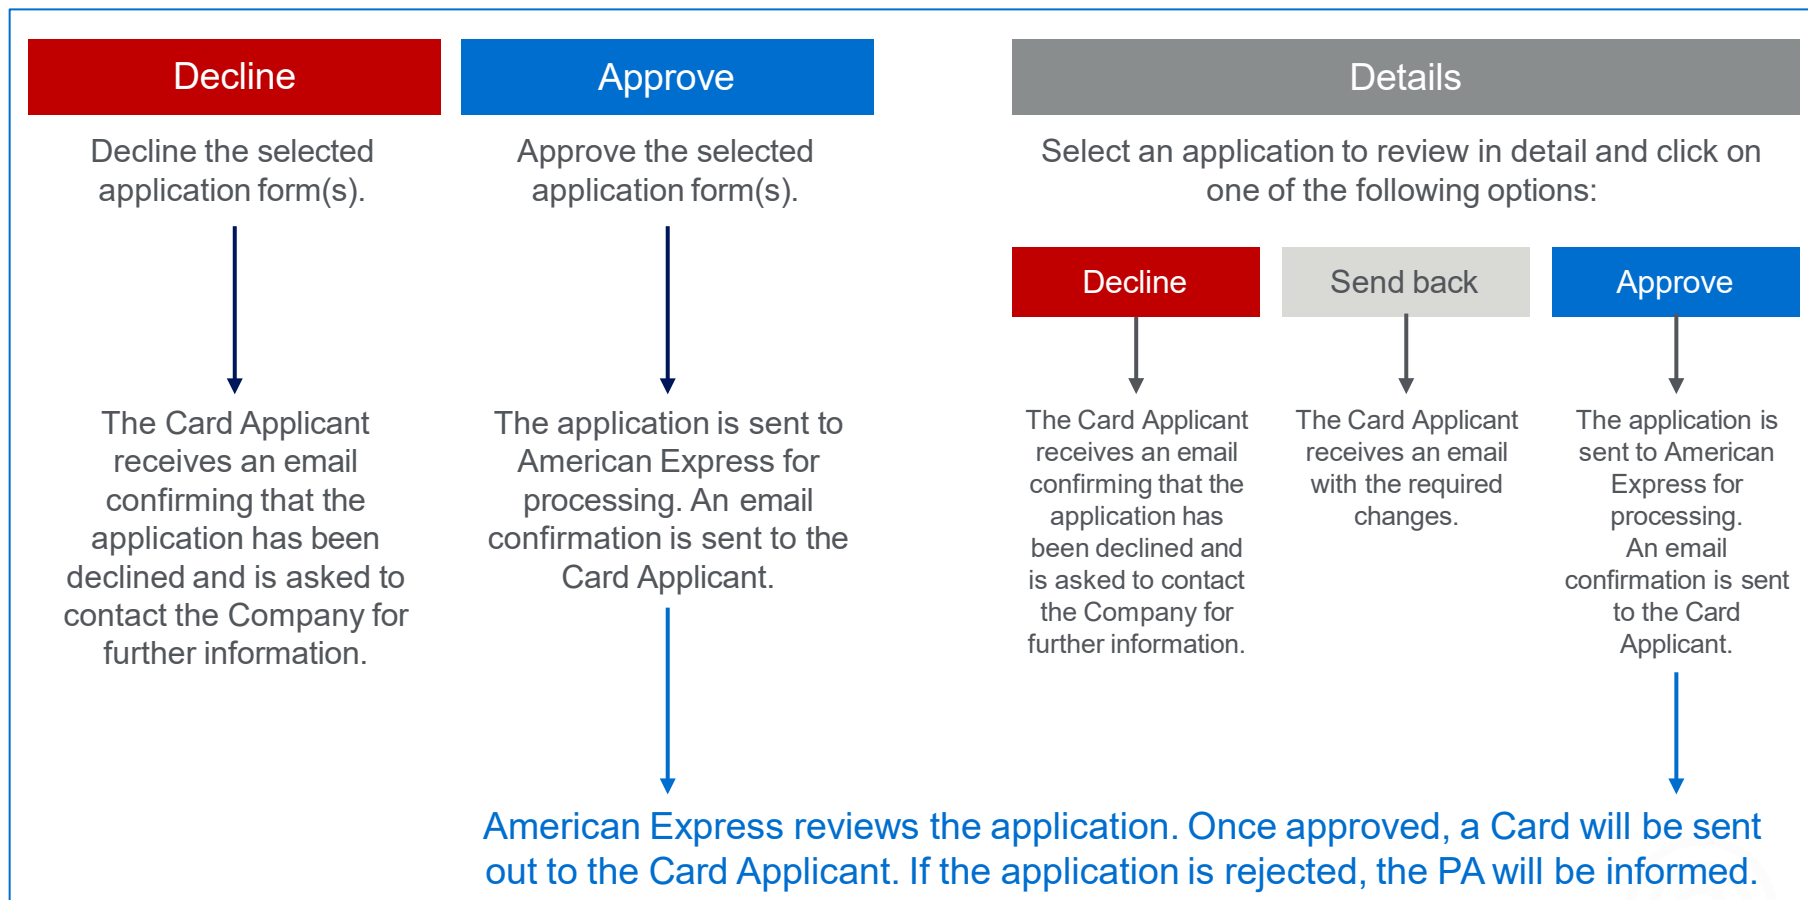 Decline
Decline the selected
application form(s).
The Card Applicant
receives an email
confirming that the
application has been
declined and is asked to
contact the Company for
further information.
Approve
Approve the selected
application form(s).
The application is sent to
American Express for
processing. An email
confirmation is sent to the
Card Applicant.
Details
Select an application to review in detail and click on
one of the following options:
Decline
The Card Applicant
receives an email
confirming that the
application has
been declined and
is asked to contact
the Company for
further information.
Send back
The Card Applicant
receives an email
with the required
changes.
Approve
The application is
sent to American
Express for
processing.
An email
confirmation is sent
to the Card
Applicant.
American Express reviews the application. Once approved, a Card will be sent
out to the Card Applicant. If the application is rejected, the PA will be informed.